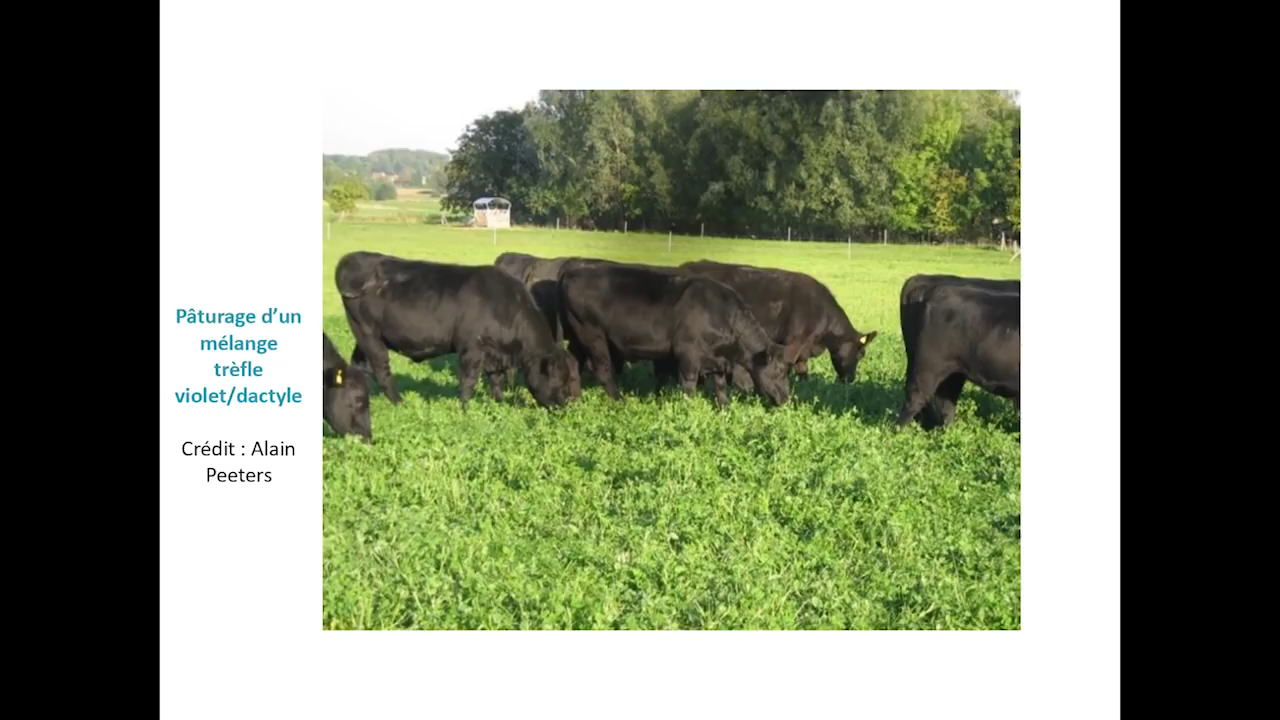 Pâturage d’un
mélange
trèfle
violet/dactyle
Crédit : Alain
Peeters